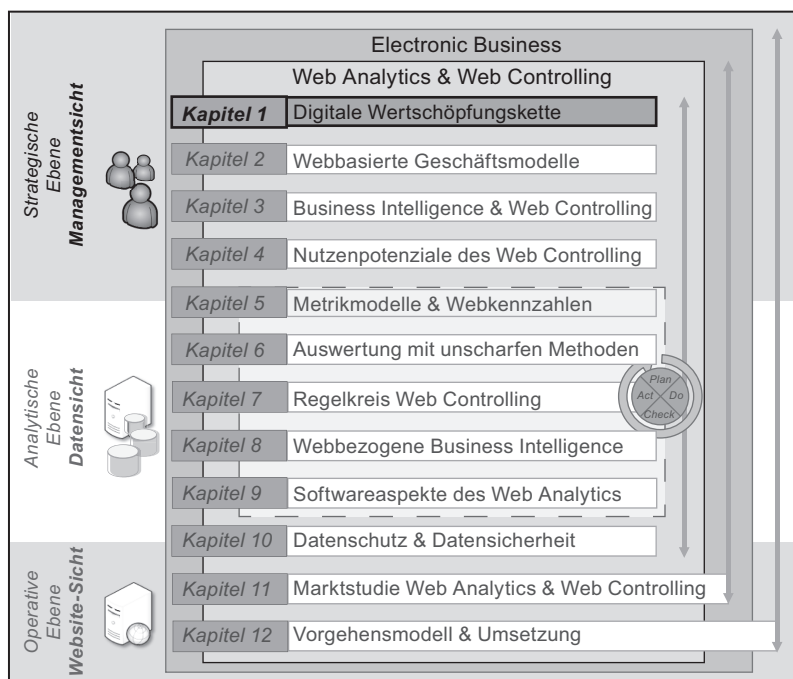 Electronic Business
Web Analytics & Web Controlling
Strategische
Ebene
Managementsicht
Kapitel 1 Digitale Wertschöpfungskette
Kapitel 2 Webbasierte Geschäftsmodelle
Kapitel 3 Business Intelligence & Web Controlling
Kapitel 4 Nutzenpotenziale des Web Controlling
Analytische
Ebene
Datensicht
Kapitel 5 Metrikmodelle & Webkennzahlen
Kapitel 6 Auswertung mit unscharfen Methoden
Kapitel 7 Regelkreis Web Controlling
Plan
Act Do
Check
Kapitel 8 Webbezogene Business Intelligence
Kapitel 9 Softwareaspekte des Web Analytics
Operative
Ebene
Website-Sicht
Kapitel 10 Datenschutz & Datensicherheit
Kapitel 11 Marktstudie Web Analytics & Web Controlling
Kapitel 12 Vorgehensmodell & Umsetzung